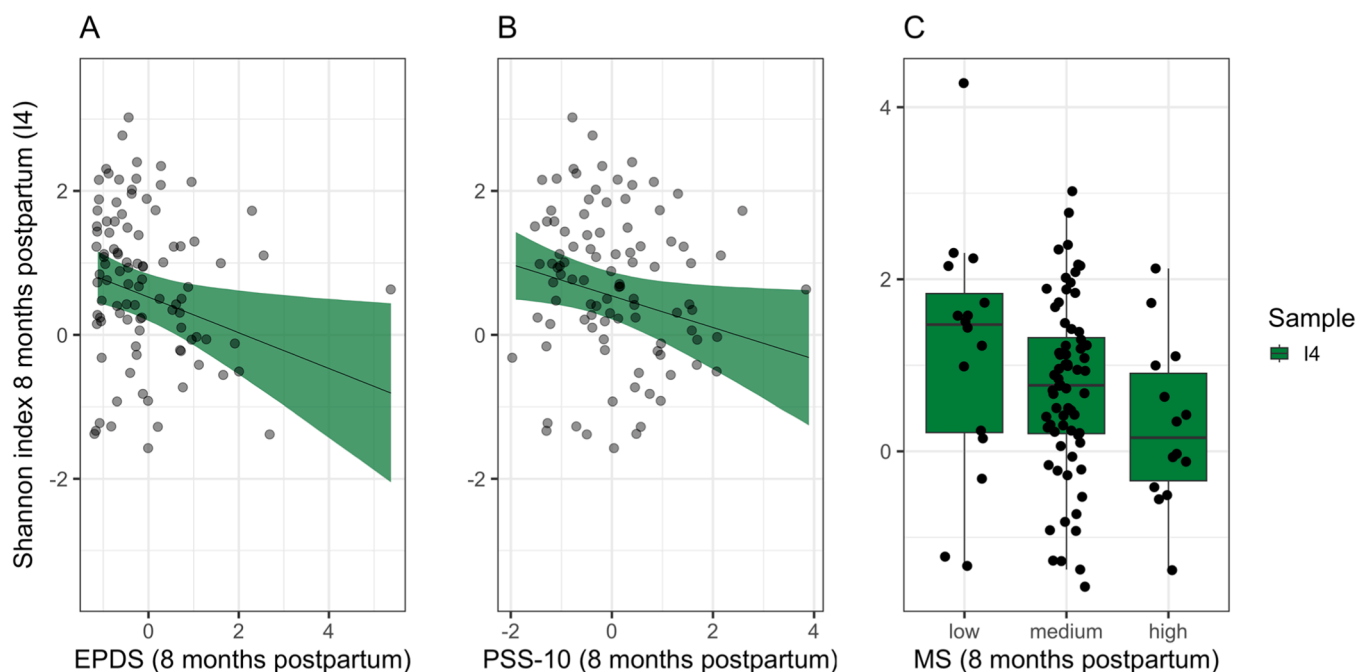 A
B
C
Shannon index 8 months postpartum (I4)
2
0
-2
0
2
4
EPDS (8 months postpartum)
2
0
-2
-2
0
2
4
PSS-10 (8 months postpartum)
4
2
0
low
medium
high
MS (8 months postpartum)
Sample
I4